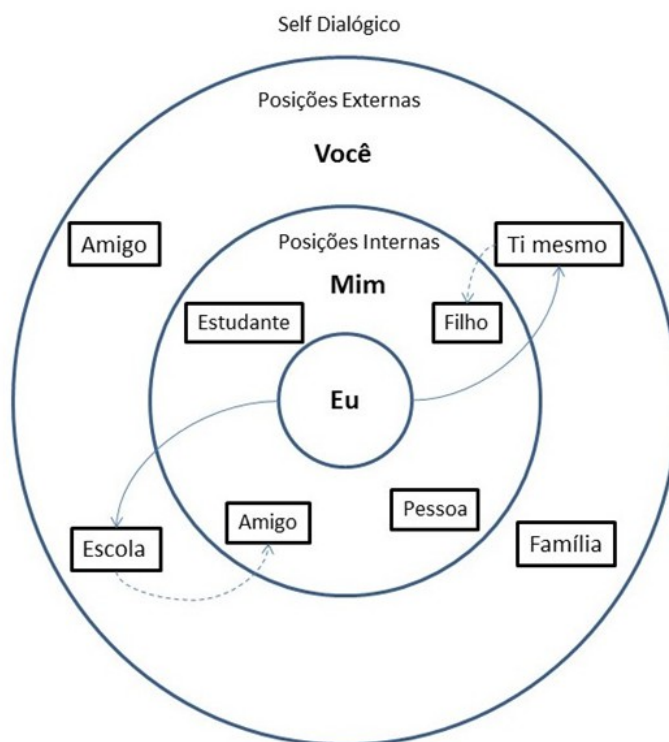 Self Dialógico
Posições Externas
Você
Amigo
Ti mesmo
Posições Internas
Mim
Estudante
Filho
Eu
Pessoa
Amigo
Escola
Família